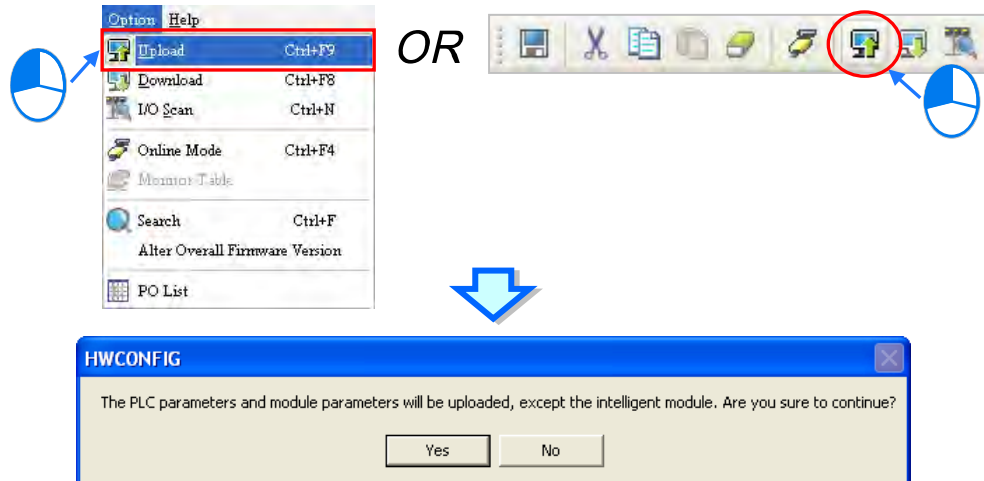 Option Help
Upload Ctrl+F9
OR
Download Ctrl+F8
I/O Scan Ctrl+N
Online Mode Ctrl+F4
Monitor Table
Search Ctrl+F
Alter Overall Firmware Version
PO List
HWCONFIG
The PLC parameters and module parameters will be uploaded, except the intelligent module. Are you sure to continue?
Yes No